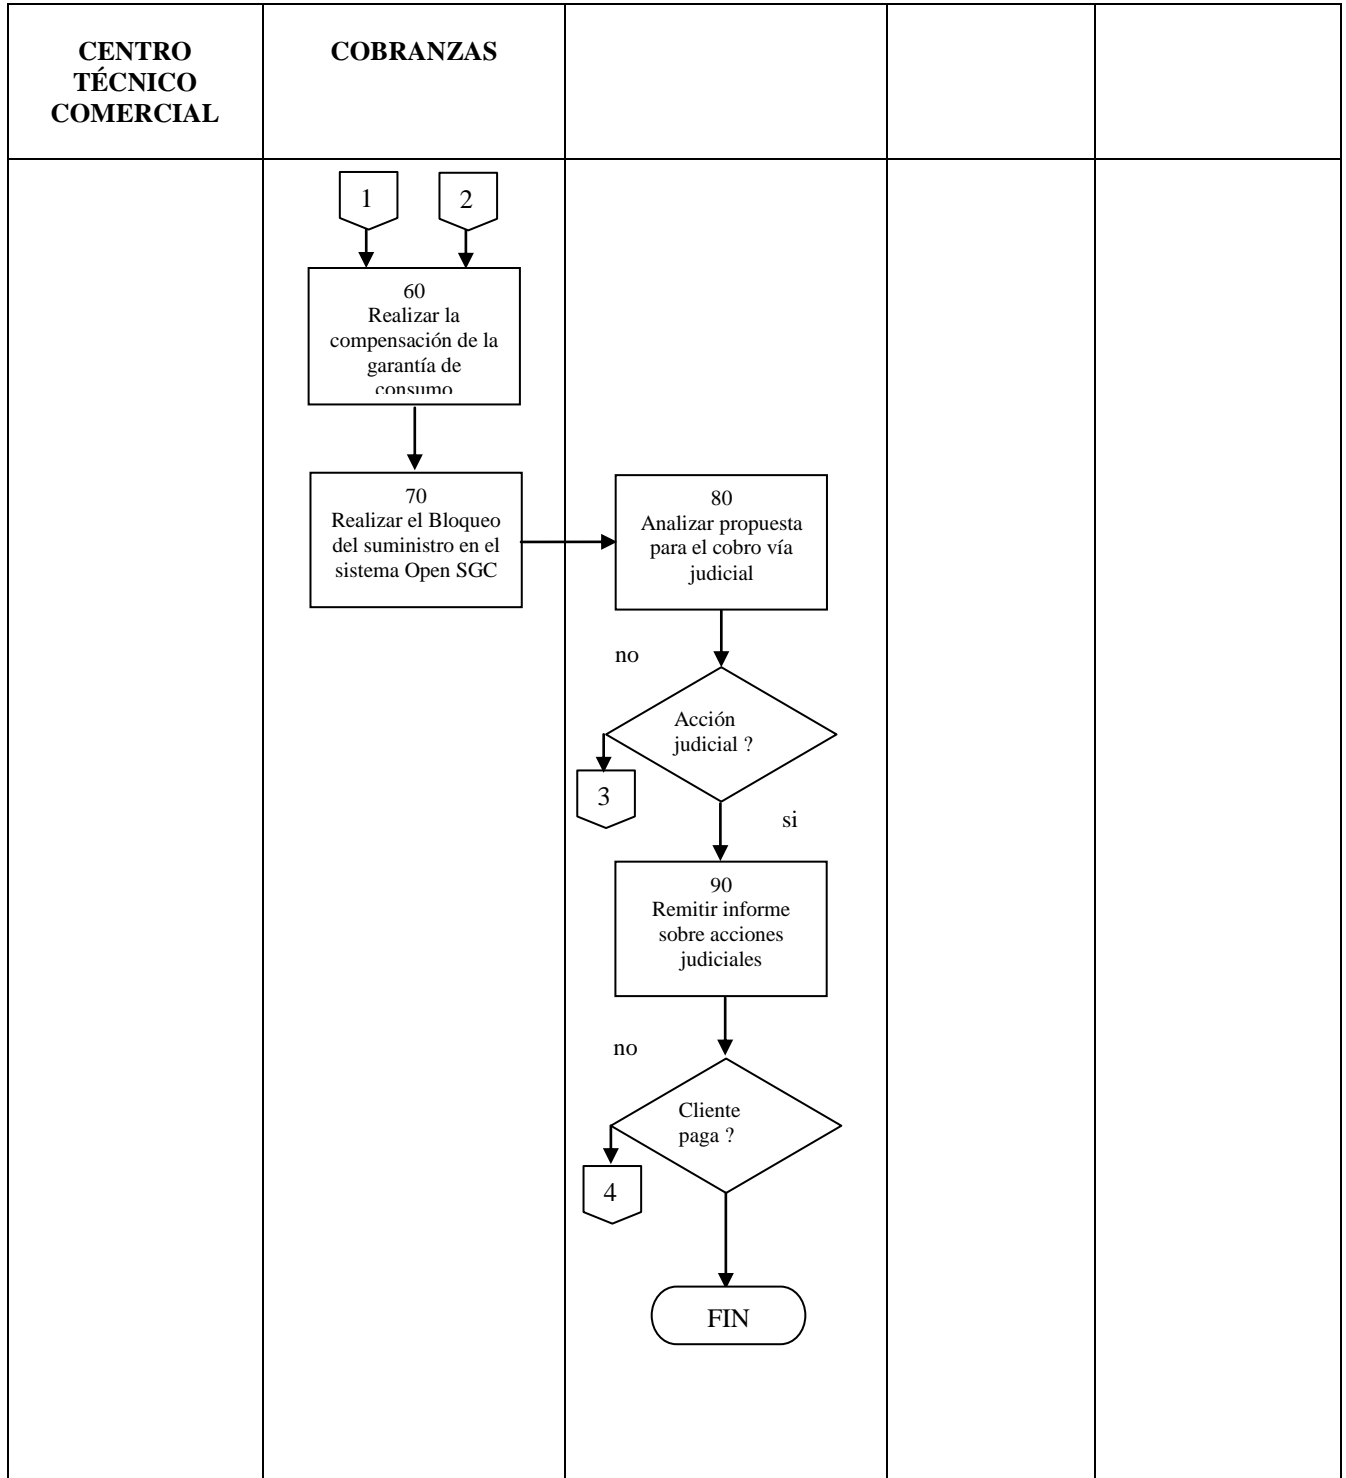 CENTRO
TÉCNICO
COMERCIAL
COBRANZAS
1
2
60
Realizar la
compensación de la
garantía de
consumo
70
Realizar el Bloqueo
del suministro en el
sistema Open SGC
80
Analizar propuesta
para el cobro vía
judicial
no
Acción
judicial ?
3
si
90
Remitir informe
sobre acciones
judiciales
no
Cliente
paga ?
4
FIN